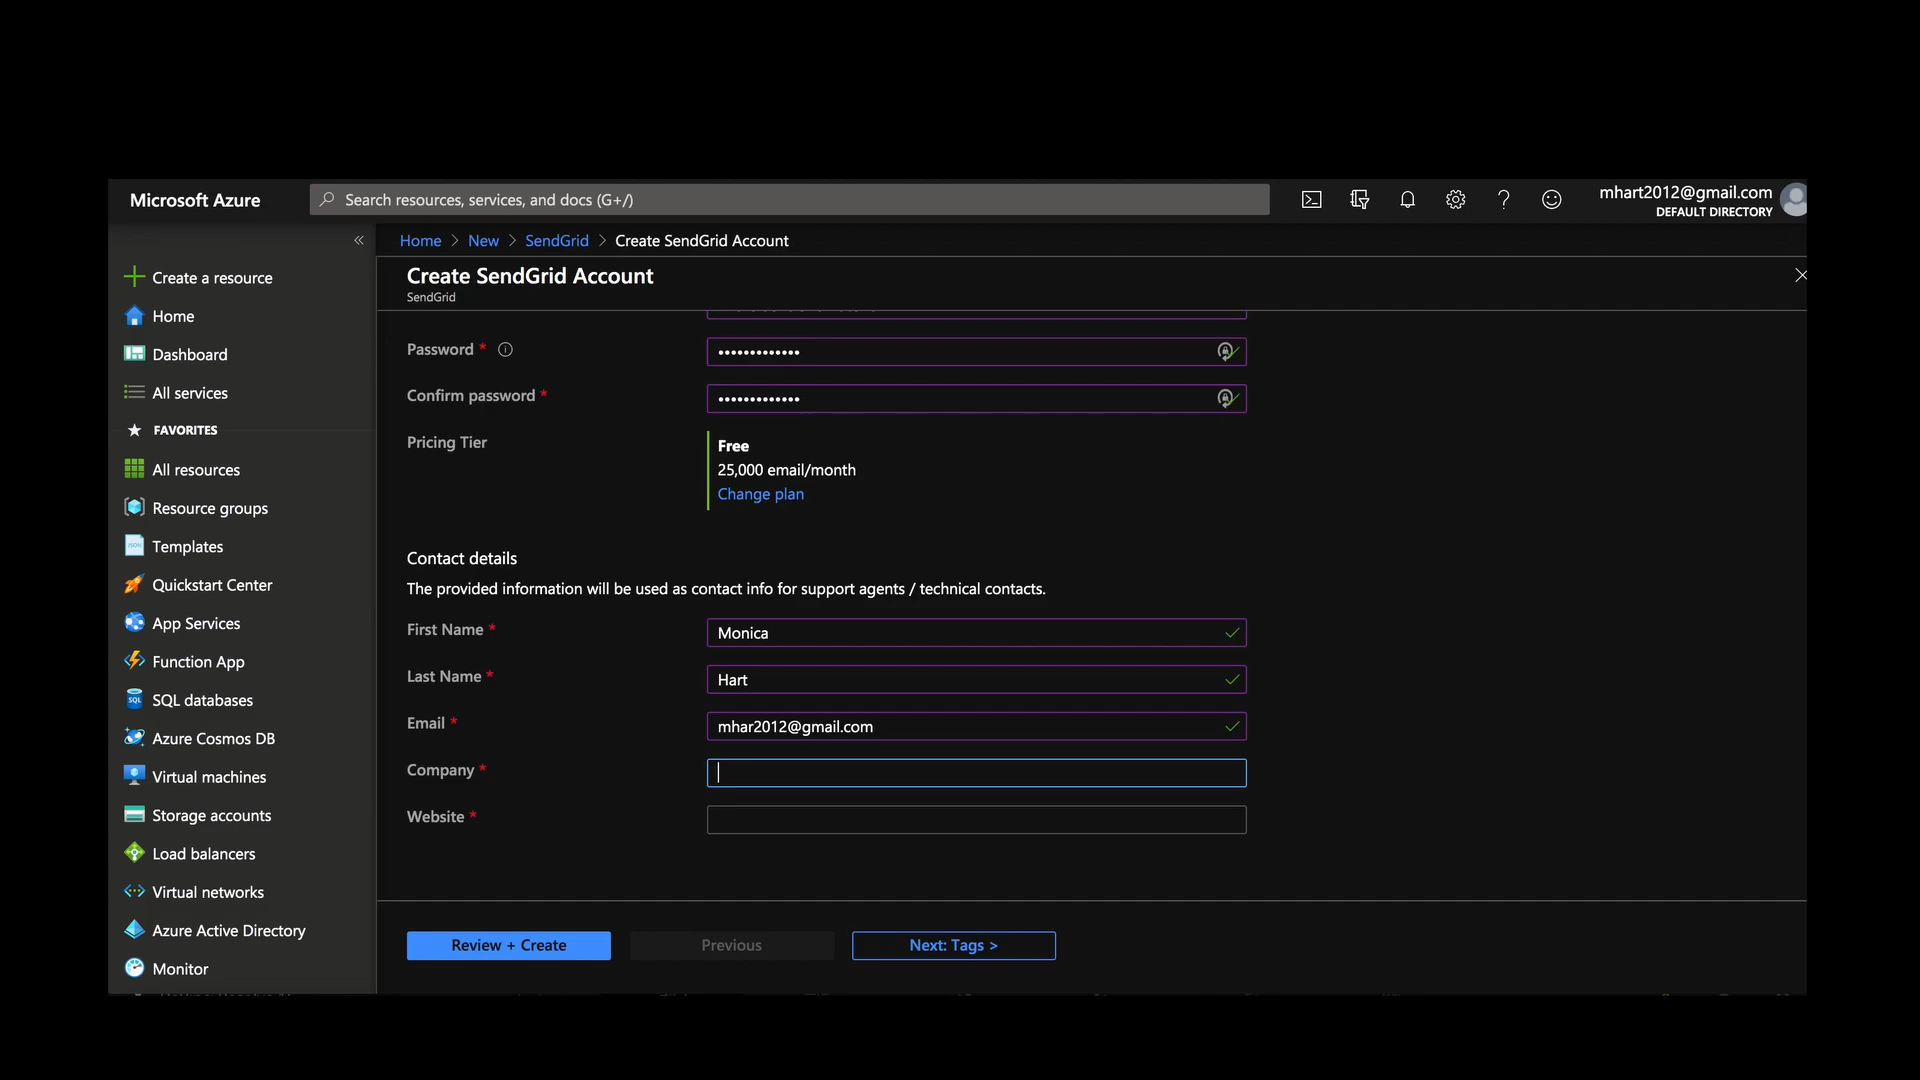 Microsoft Azure
Search resources, services, and docs (G+/)
mhart2012@gmail.com
DEFAULT DIRECTORY
Home > New > SendGrid > Create SendGrid Account
Create SendGrid Account
SendGrid
Create a resource
Home
Dashboard
All services
FAVORITES
All resources
Resource groups
Templates
Quickstart Center
App Services
Function App
SQL databases
Azure Cosmos DB
Virtual machines
Storage accounts
Load balancers
Virtual networks
Azure Active Directory
Monitor
Password *
•••••••••••••
Confirm password *
•••••••••••••
Pricing Tier
Free
25,000 email/month
Change plan
Contact details
The provided information will be used as contact info for support agents / technical contacts.
First Name * Monica
Last Name * Hart
Email * mhar2012@gmail.com
Company *
Website *
Review + Create
Previous
Next: Tags >